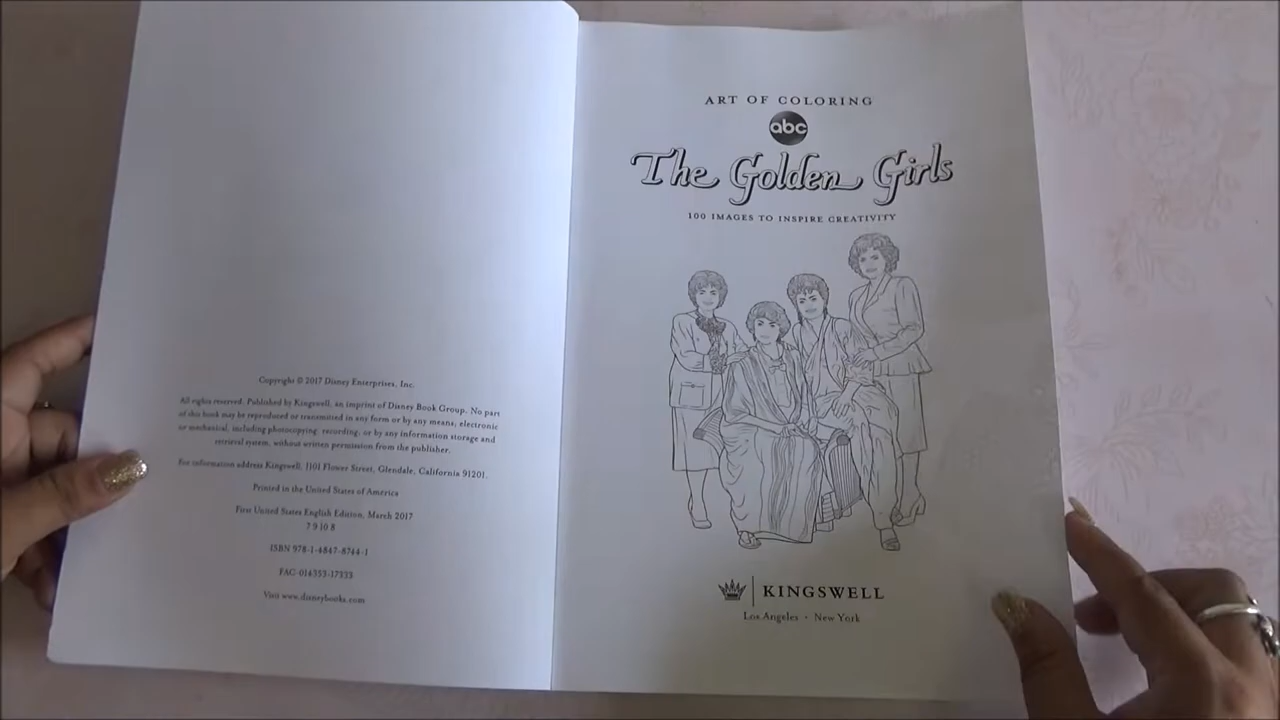 Copyright © 2017 Disney Enterprises, Inc.
All rights reserved. Published by Kingswell, an imprint of Disney Book Group. No part
of this book may be reproduced or transmitted in any form or by any means, electronic
or mechanical, including photocopying, recording, or by any information storage and
retrieval system, without written permission from the publisher.
For information address Kingswell, 1101 Flower Street, Glendale, California 91201.
Printed in the United States of America
First United States English Edition, March 2017
7 9 10 8
ISBN 978-1-4847-8744-1
FAC-014353-17333
Visit www.disneybooks.com
ART OF COLORING
abc
The Golden Girls
100 IMAGES TO INSPIRE CREATIVITY
KINGSWELL
Los Angeles • New York